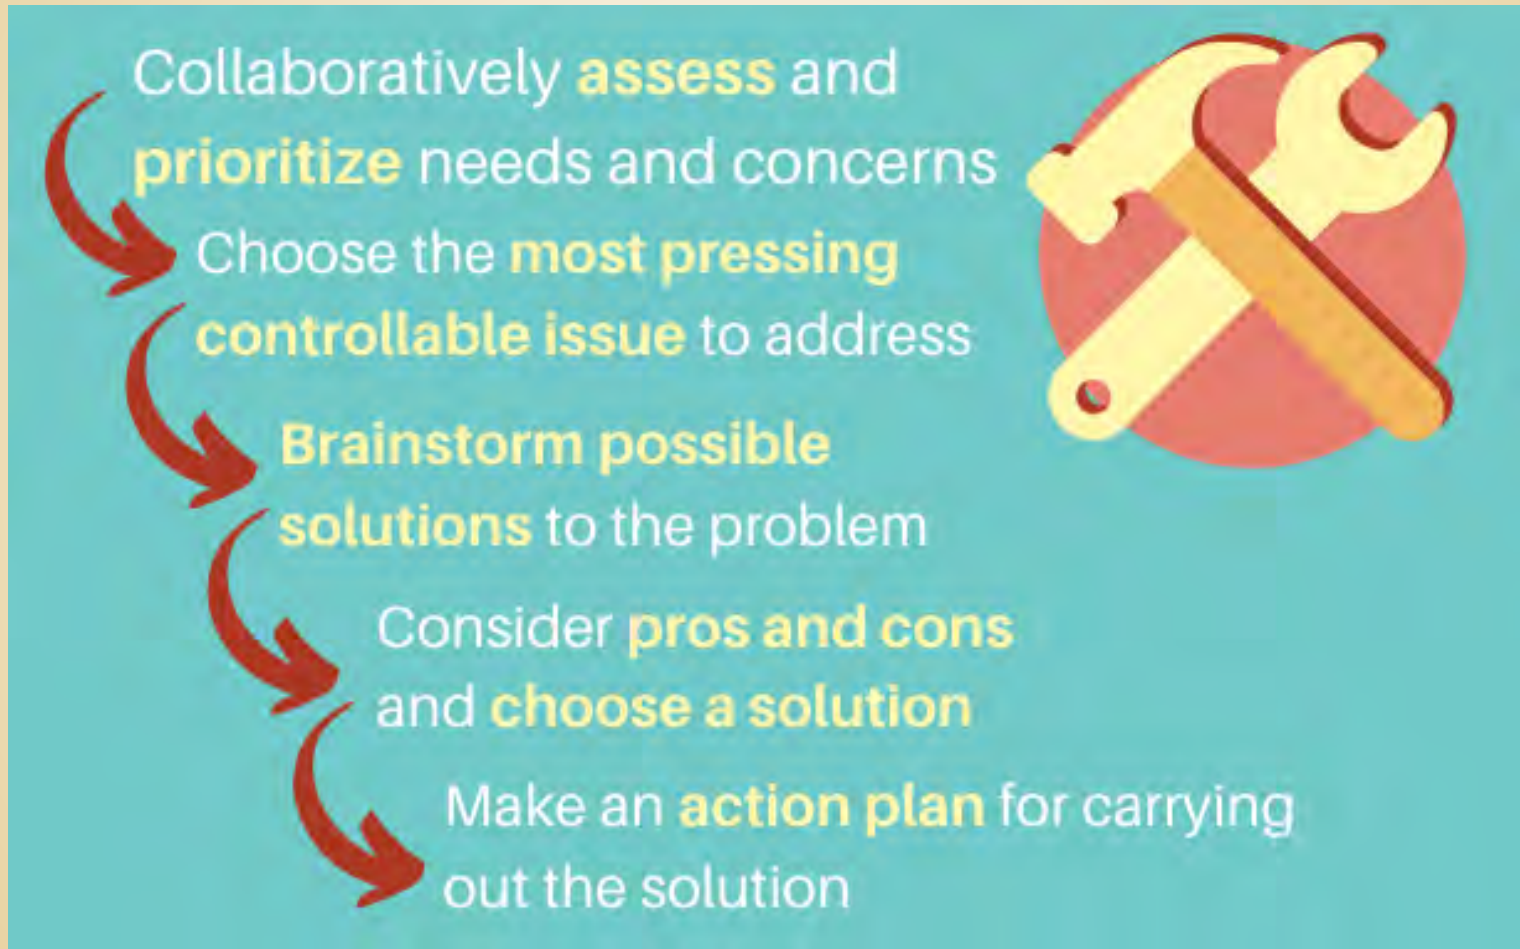 Collaboratively assess and
prioritize needs and concerns
Choose the most pressing
controllable issue to address
Brainstorm possible
solutions to the problem
Consider pros and cons
and choose a solution
Make an action plan for carrying
out the solution